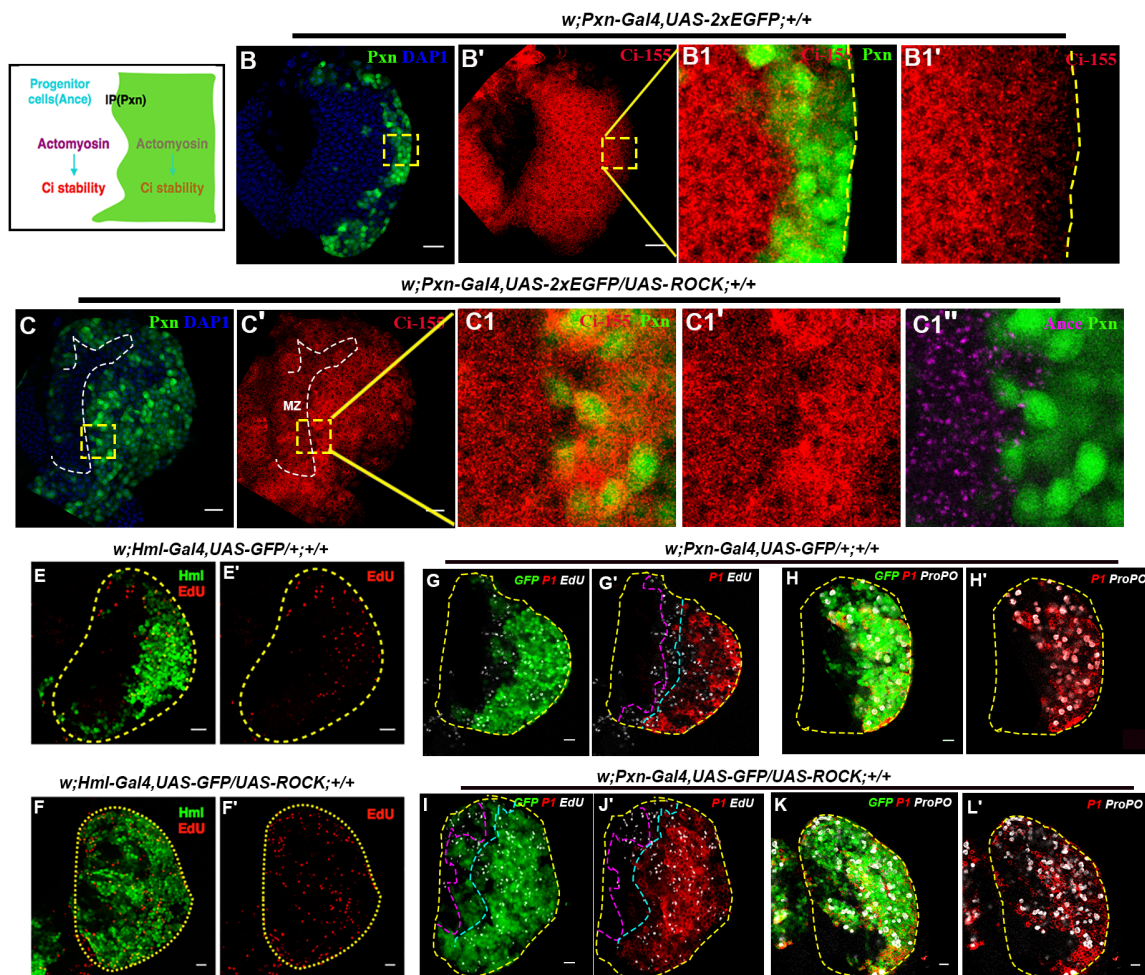 w;Pxn-Gal4,UAS-2xEGFP;+/+
Progenitor
cells(Ance)
IP(Pxn)
Actomyosin
Actomyosin
Ci stability
Ci stability
B
Pxn DAP1
B'
Ci-155
B1
Ci-155 Pxn
B1'
Ci-155
w;Pxn-Gal4,UAS-2xEGFP/UAS-ROCK;+/+
C
Pxn DAP1
C'
Ci-155
MZ
C1
Ci-155 Pxn
C1'
C1"
Ance Pxn
w;Hml-Gal4,UAS-GFP/+;+/+
w;Pxn-Gal4,UAS-GFP/+;+/+
E
Hml
EdU
E'
EdU
G
GFP P1 EdU
G'
P1 EdU
H
GFP P1 ProPO
H'
P1 ProPO
w;Hml-Gal4,UAS-GFP/UAS-ROCK;+/+
w;Pxn-Gal4,UAS-GFP/UAS-ROCK;+/+
F
Hml
EdU
F'
EdU
I
GFP P1 EdU
J'
P1 EdU
K
GFP P1 ProPO
L'
P1 ProPO